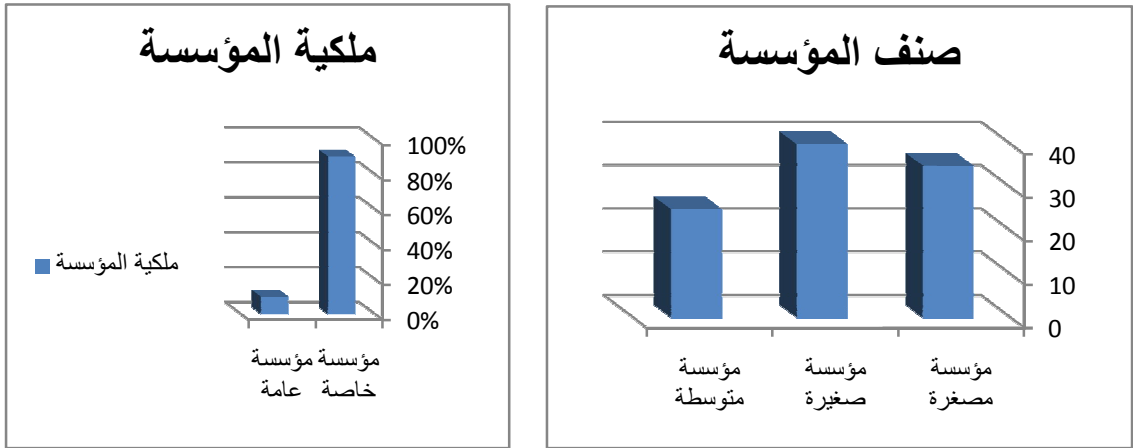 صنف المؤسسة
40
30
20
10
0
مؤسسة مصغرة
مؤسسة صغيرة
مؤسسة متوسطة
ملكية المؤسسة
100%
80%
60%
40%
20%
0%
مؤسسة خاصة
مؤسسة عامة
ملكية المؤسسة